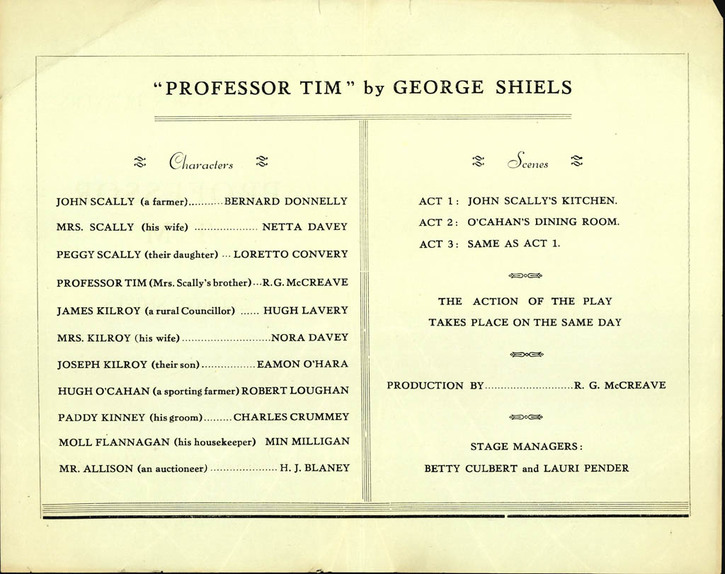 "PROFESSOR TIM" by GEORGE SHIELS
Characters
JOHN SCALLY (a farmer)...........BERNARD DONNELLY
MRS. SCALLY (his wife) ..................... NETTA DAVEY
PEGGY SCALLY (their daughter) ... LORETTO CONVERY
PROFESSOR TIM (Mrs. Scally's brother)...R.G. McCREAVE
JAMES KILROY (a rural Councillor) ...... HUGH LAVERY
MRS. KILROY (his wife).............................NORA DAVEY
JOSEPH KILROY (their son).................EAMON O'HARA
HUGH O'CAHAN (a sporting farmer) ROBERT LOUGHAN
PADDY KINNEY (his groom).........CHARLES CRUMMEY
MOLL FLANNAGAN (his housekeeper) MIN MILLIGAN
MR. ALLISON (an auctioneer) ...................... H. J. BLANEY
Scenes
ACT 1: JOHN SCALLY'S KITCHEN.
ACT 2: O'CAHAN'S DINING ROOM.
ACT 3: SAME AS ACT 1.
THE ACTION OF THE PLAY
TAKES PLACE ON THE SAME DAY
PRODUCTION BY............................R. G. McCREAVE
STAGE MANAGERS:
BETTY CULBERT and LAURI PENDER